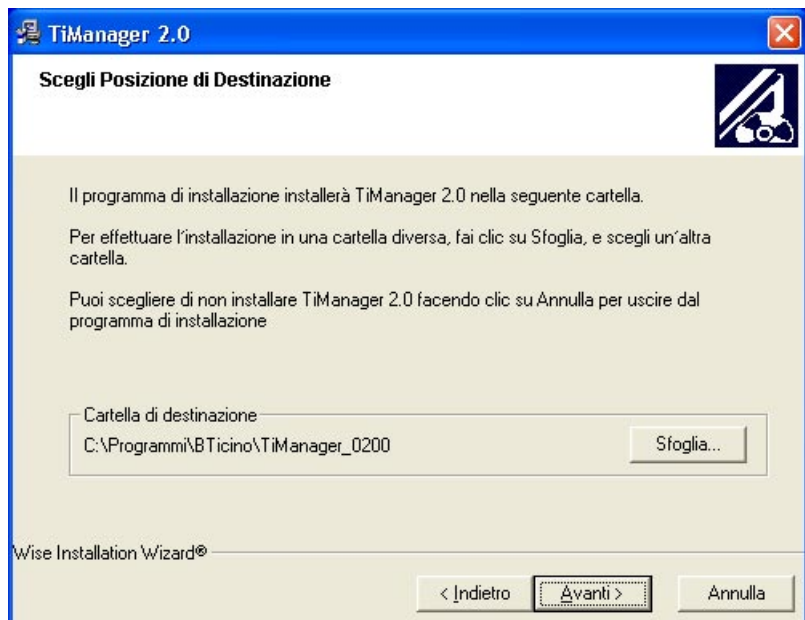 TiManager 2.0
Scegli Posizione di Destinazione
Il programma di installazione installerà TiManager 2.0 nella seguente cartella.
Per effettuare l'installazione in una cartella diversa, fai clic su Sfoglia, e scegli un'altra
cartella.
Puoi scegliere di non installare TiManager 2.0 facendo clic su Annulla per uscire dal
programma di installazione
Cartella di destinazione
C:\Programmi\BTicino\TiManager_0200
Sfoglia...
Wise Installation Wizard®
< Indietro
Avanti >
Annulla